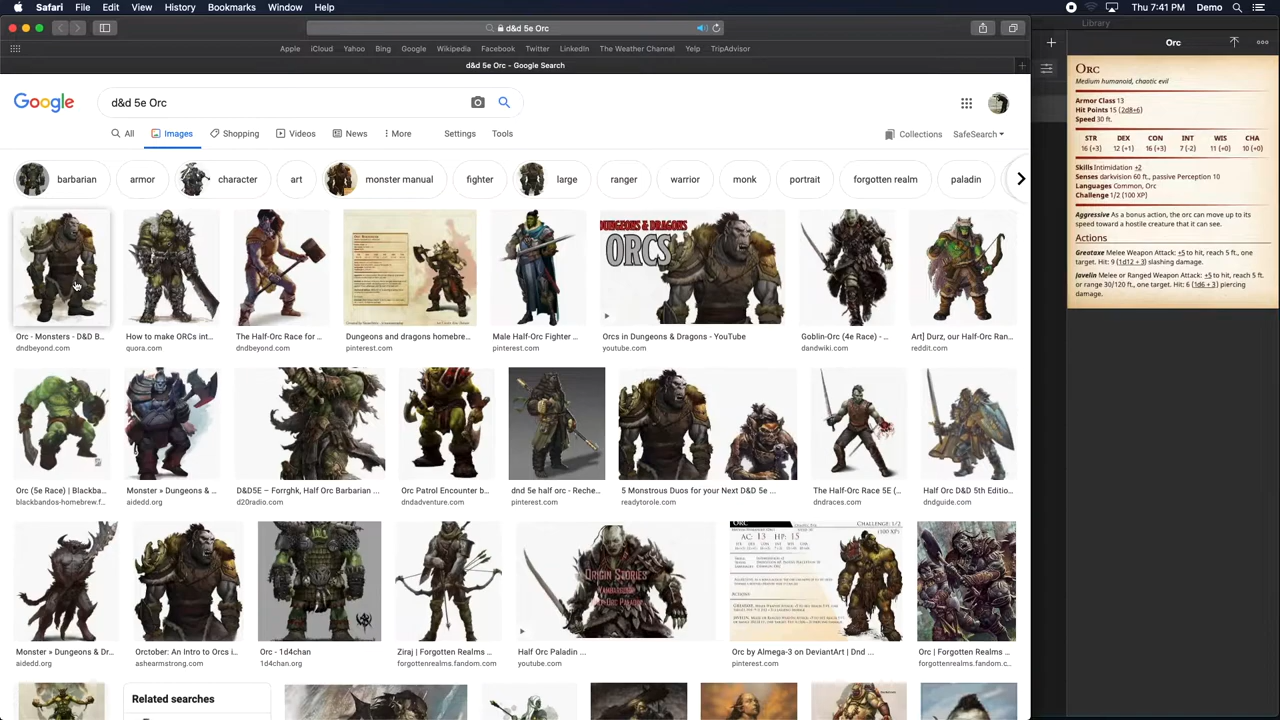 Safari File Edit View History Bookmarks Window Help
Thu 7:41 PM Demo
d&d 5e Orc
Library
Apple iCloud Yahoo Bing Google Wikipedia Facebook Twitter LinkedIn The Weather Channel Yelp TripAdvisor
d&d 5e Orc - Google Search
Google
d&d 5e Orc
All Images Shopping Videos News More Settings Tools
Collections SafeSearch
barbarian armor character art fighter large ranger warrior monk portrait forgotten realm paladin
DUNGEONS & DRAGONS
ORCS
Orc - Monsters - D&D B...
dndbeyond.com
How to make ORCs int...
quora.com
The Half-Orc Race for ...
dndbeyond.com
Dungeons and dragons homebre...
pinterest.com
Male Half-Orc Fighter ...
pinterest.com
Orcs in Dungeons & Dragons - YouTube
youtube.com
Goblin-Orc (4e Race) - ...
dandwiki.com
Art] Durz, our Half-Orc Ran...
reddit.com
Orc (5e Race) | Blackba...
blackbandos-homebrew.f...
Monster » Dungeons & ...
aidedd.org
D&D5E – Forrghk, Half Orc Barbarian ...
d20radio.com
Orc Patrol Encounter b...
dndadventure.com
dnd 5e half orc - Reche...
pinterest.com
5 Monstrous Duos for your Next D&D 5e ...
readytorole.com
The Half-Orc Race 5E (...
dndraces.com
Half Orc D&D 5th Editio...
dndguide.com
ORIGIN STORIES
ORC
CHALLENGE: 1/2
(100 XP)
AC: 13 HP: 15
ACTIONS
Monster » Dungeons & Dr...
aidedd.org
Orctober: An Intro to Orcs i...
ashearmstrong.com
Orc - 1d4chan
1d4chan.org
Ziraj | Forgotten Realms ...
forgottenrealms.fandom.com
Half Orc Paladin ...
youtube.com
Orc by Almega-3 on DeviantArt | Dnd ...
pinterest.com
Orc | Forgotten Realms ...
forgottenrealms.fandom.c...
Related searches
Orc
ORC
Medium humanoid, chaotic evil
Armor Class 13
Hit Points 15 (2d8+6)
Speed 30 ft.
STR DEX CON INT WIS CHA
16 (+3) 12 (+1) 16 (+3) 7 (-2) 11 (+0) 10 (+0)
Skills Intimidation +2
Senses darkvision 60 ft., passive Perception 10
Languages Common, Orc
Challenge 1/2 (100 XP)
Aggressive As a bonus action, the orc can move up to its
speed toward a hostile creature that it can see.
Actions
Greataxe Melee Weapon Attack: +5 to hit, reach 5 ft., one
target. Hit: 9 (1d12 + 3) slashing damage.
Javelin Melee or Ranged Weapon Attack: +5 to hit, reach 5 ft.
or range 30/120 ft., one target. Hit: 6 (1d6 + 3) piercing
damage.